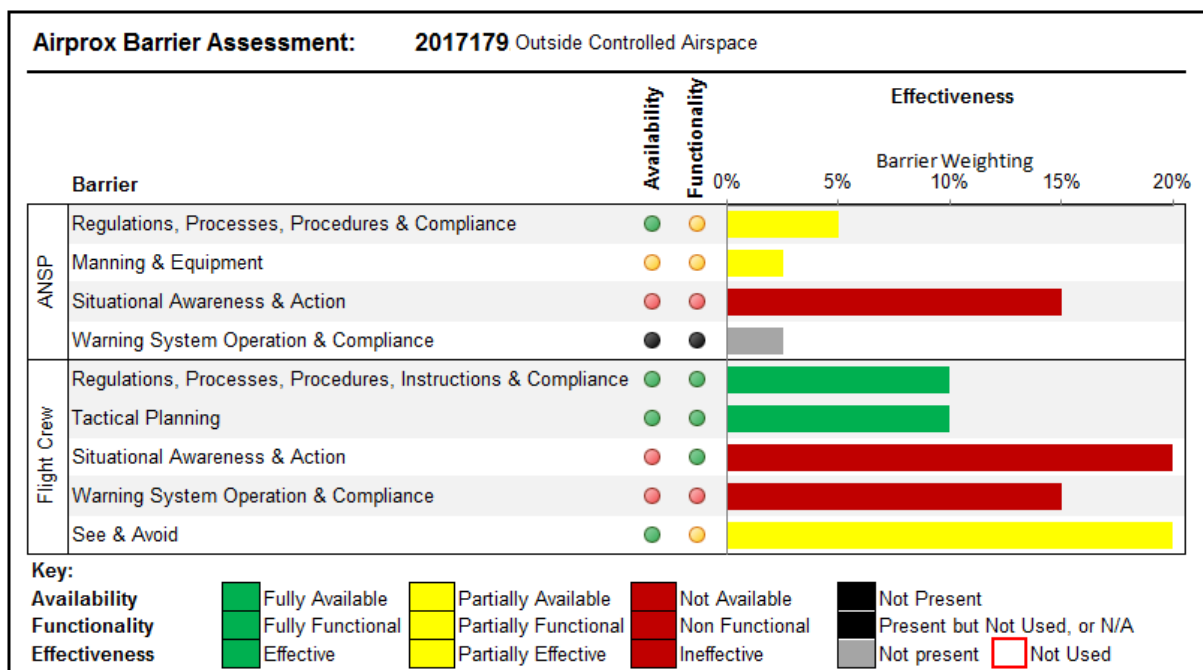 Airprox Barrier Assessment: 2017179 Outside Controlled Airspace
Availability
Functionality
Effectiveness
Barrier Weighting
Barrier
0% 5% 10% 15% 20%
ANSP
Regulations, Processes, Procedures & Compliance
Manning & Equipment
Situational Awareness & Action
Warning System Operation & Compliance
Flight Crew
Regulations, Processes, Procedures, Instructions & Compliance
Tactical Planning
Situational Awareness & Action
Warning System Operation & Compliance
See & Avoid
Key:
Availability Fully Available Partially Available Not Available Not Present
Functionality Fully Functional Partially Functional Non Functional Present but Not Used, or N/A
Effectiveness Effective Partially Effective Ineffective Not present Not Used